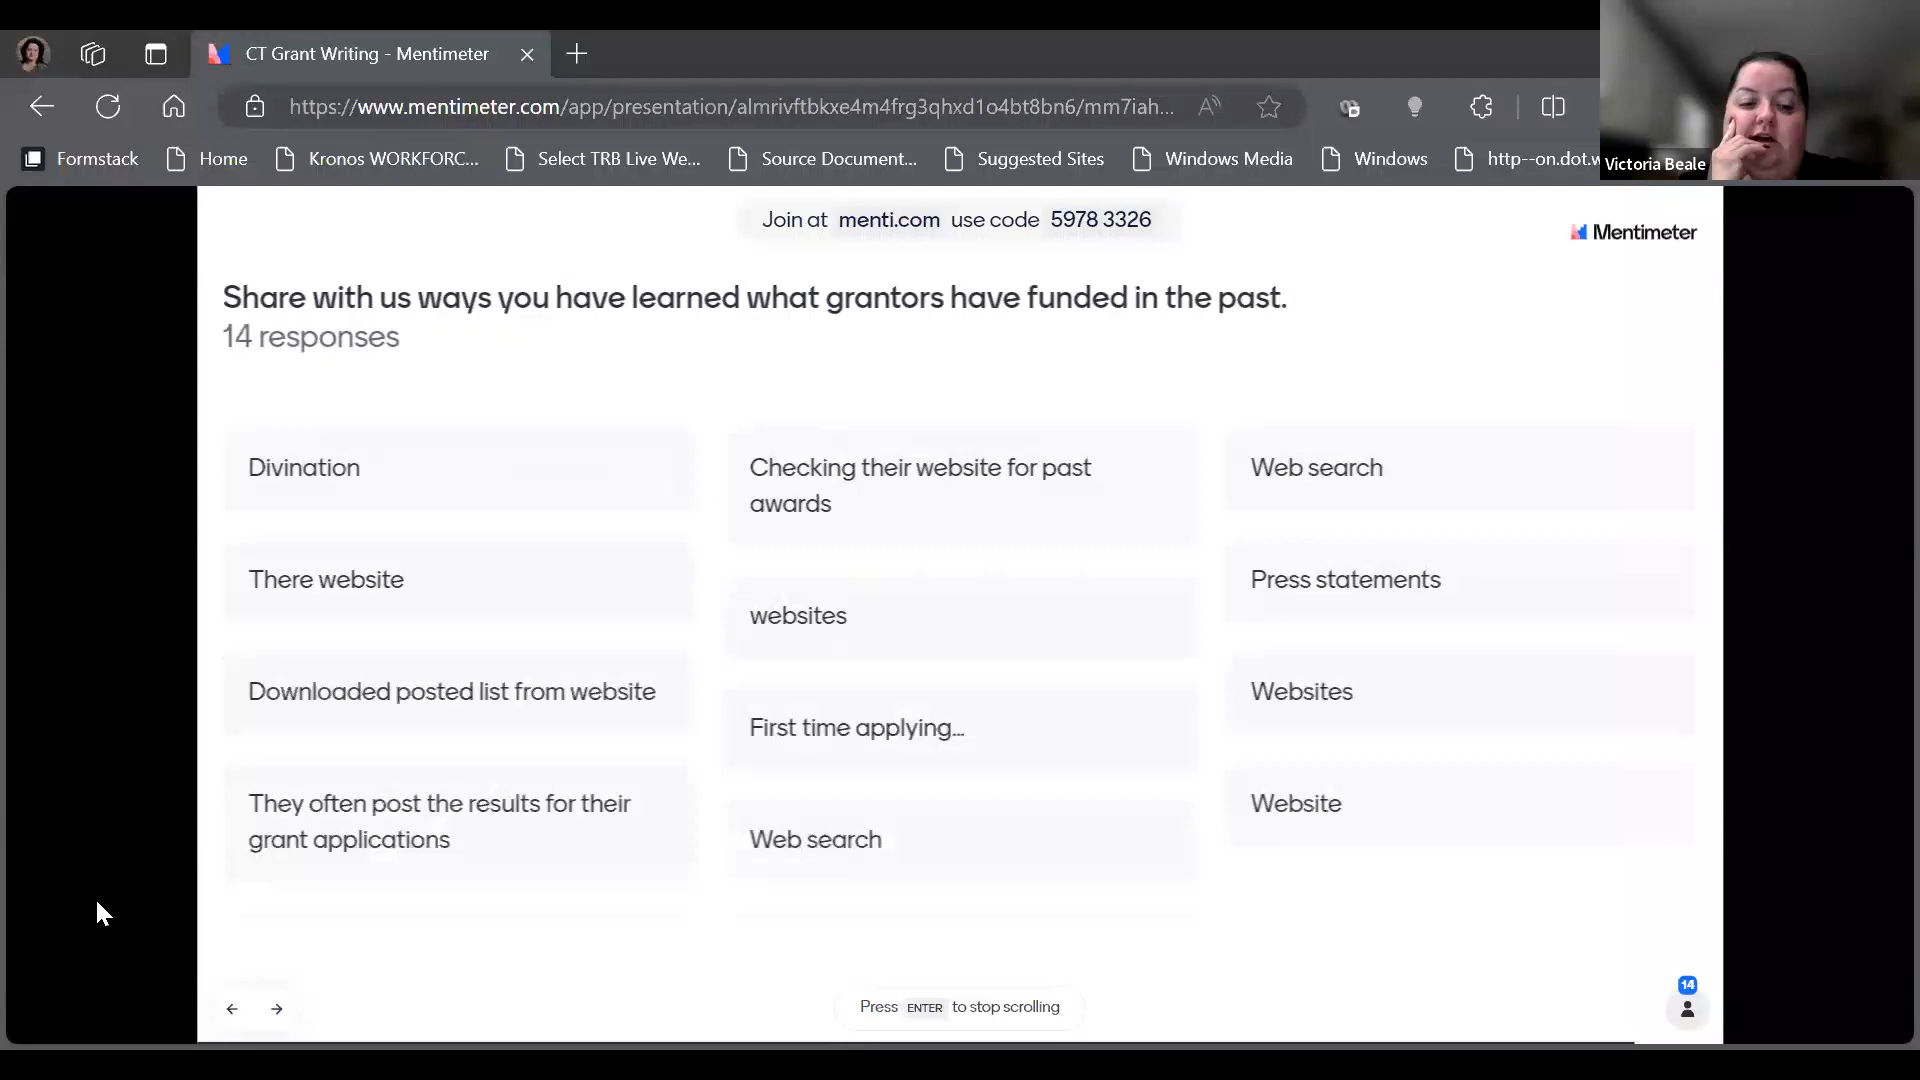 CT Grant Writing - Mentimeter
https://www.mentimeter.com/app/presentation/almrivftbkxe4m4frg3qhxd1o4bt8bn6/mm7iah...
Formstack
Home
Kronos WORKFORC...
Select TRB Live We...
Source Document...
Suggested Sites
Windows Media
Windows
http--on.dot.w
Victoria Beale
Join at menti.com use code 5978 3326
Mentimeter
Share with us ways you have learned what grantors have funded in the past.
14 responses
Divination
There website
Downloaded posted list from website
They often post the results for their
grant applications
Checking their website for past
awards
websites
First time applying...
Web search
Web search
Press statements
Websites
Website
Press ENTER to stop scrolling
14